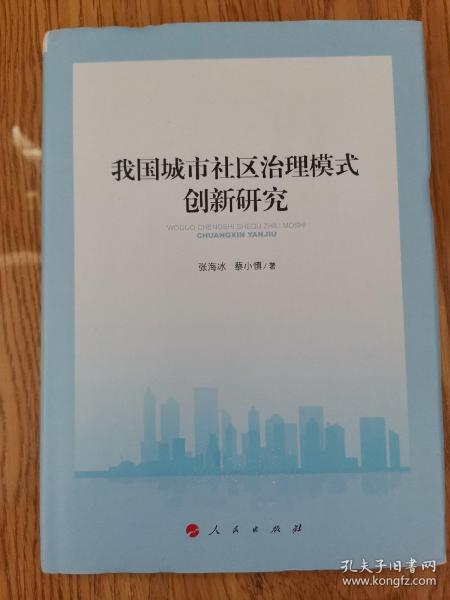 我国城市社区治理模式
创新研究
WOGUO CHENGSHI SHEQU ZHILI MOSHI
CHUANGXIN YANJIU
张海冰 蔡小慎/著
人民出版社
孔夫子旧书网
www.kongfz.com